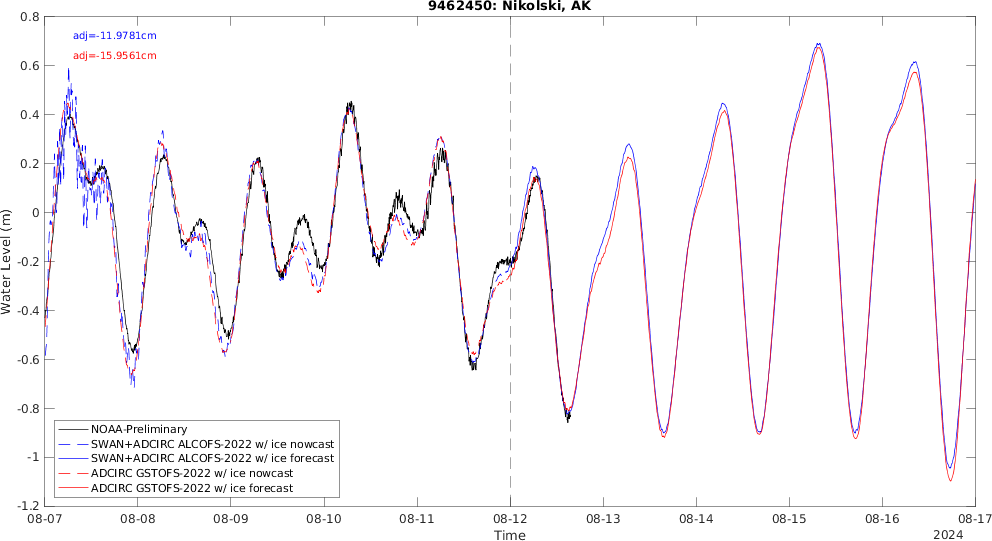 9462450: Nikolski, AK
adj=-11.9781cm
adj=-15.9561cm
0.8
0.6
0.4
0.2
0
-0.2
-0.4
-0.6
-0.8
-1
-1.2
Water Level (m)
NOAA-Preliminary
SWAN+ADCIRC ALCOFS-2022 w/ ice nowcast
SWAN+ADCIRC ALCOFS-2022 w/ ice forecast
ADCIRC GSTOFS-2022 w/ ice nowcast
ADCIRC GSTOFS-2022 w/ ice forecast
08-07 08-08 08-09 08-10 08-11 08-12 08-13 08-14 08-15 08-16 08-17
Time
2024